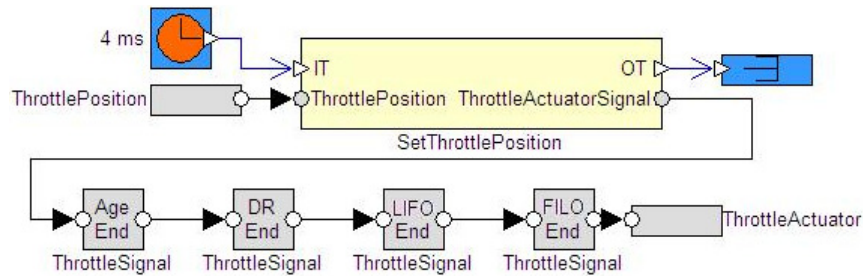 4 ms
IT
OT
ThrottlePosition
ThrottlePosition
ThrottleActuatorSignal
SetThrottlePosition
Age
End
DR
End
LIFO
End
FILO
End
ThrottleActuator
ThrottleSignal
ThrottleSignal
ThrottleSignal
ThrottleSignal